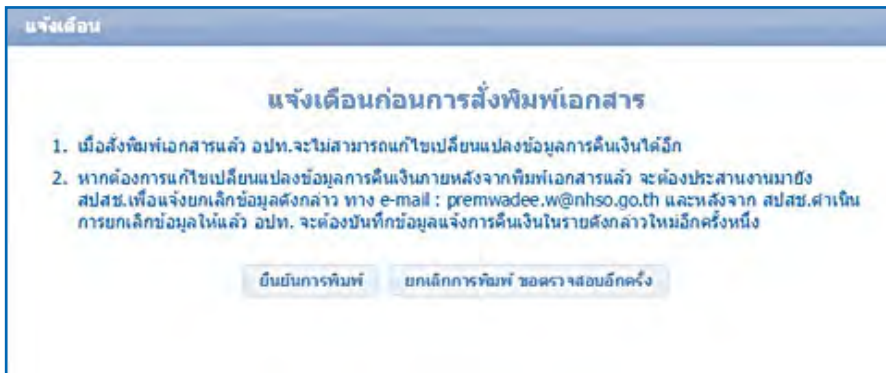 แจ้งเตือน
แจ้งเตือนก่อนการสั่งพิมพ์เอกสาร
1. เมื่อสั่งพิมพ์เอกสารแล้ว อปท.จะไม่สามารถแก้ไขเปลี่ยนแปลงข้อมูลการคืนเงินได้อีก
2. หากต้องการแก้ไขเปลี่ยนแปลงข้อมูลการคืนเงินภายหลังจากพิมพ์เอกสารแล้ว จะต้องประสานงานมายัง
สปสช.เพื่อแจ้งยกเลิกข้อมูลดังกล่าว ทาง e-mail : premwadee.w@nhso.go.th และหลังจาก สปสช.ดำเนิน
การยกเลิกข้อมูลให้แล้ว อปท. จะต้องบันทึกข้อมูลแจ้งการคืนเงินในรายดังกล่าวใหม่อีกครั้งหนึ่ง
ยืนยันการพิมพ์ ยกเลิกการพิมพ์ ขอตรวจสอบอีกครั้ง